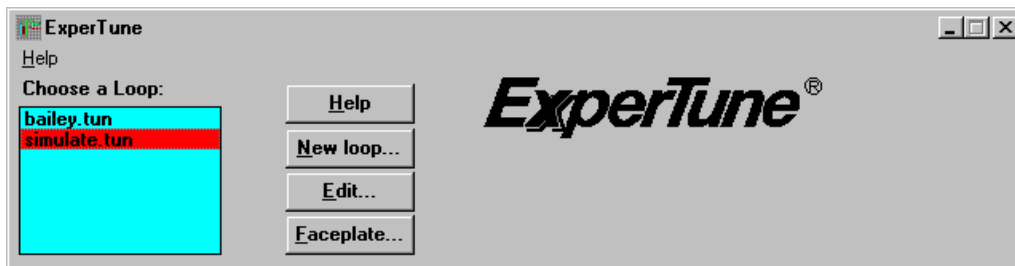 ExperTune
Help
Choose a Loop:
bailey.tun
simulate.tun
Help
New loop...
Edit...
Faceplate...
ExperTune®